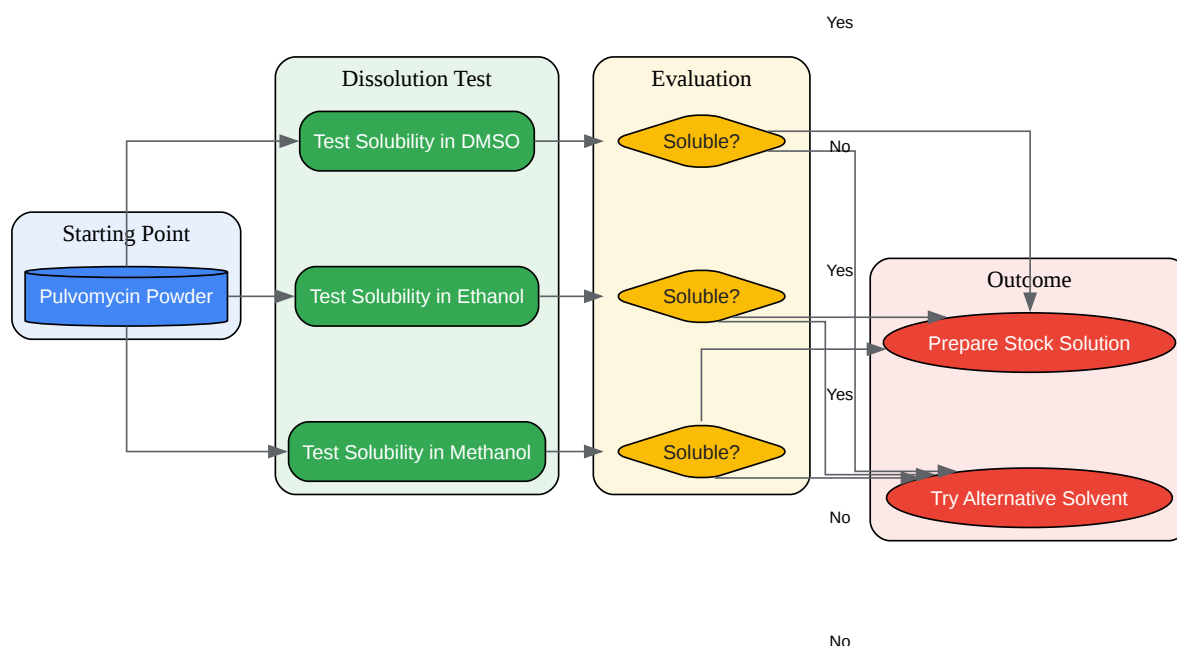 Yes
Dissolution Test
Evaluation
Test Solubility in DMSO
Soluble?
No
Starting Point
Pulvomycin Powder
Test Solubility in Ethanol
Soluble?
Yes
Outcome
Prepare Stock Solution
Yes
Test Solubility in Methanol
Soluble?
Try Alternative Solvent
No
No